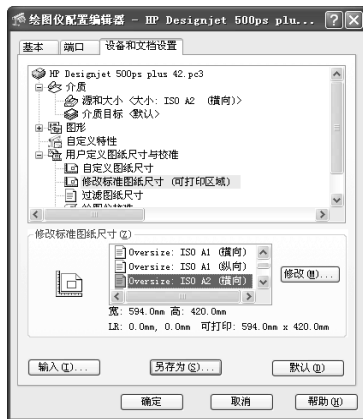 绘图仪配置编辑器 - HP Designjet 500ps plu...
基本 端口 设备和文档设置
HP Designjet 500ps plus 42.pc3
介质
源和大小 <大小: ISO A2 (横向)>
介质目标 <默认>
图形
自定义特性
用户定义图纸尺寸与校准
自定义图纸尺寸
修改标准图纸尺寸 (可打印区域)
过滤图纸尺寸
修改标准图纸尺寸(Z)
Oversize: ISO A1 (横向)
Oversize: ISO A1 (纵向)
Oversize: ISO A2 (横向)
修改(M)...
宽: 594.0mm 高: 420.0mm
LR: 0.0mm, 0.0mm 可打印: 594.0mm x 420.0mm
输入(I)... 另存为(S)... 默认(D)
确定 取消 帮助(H)